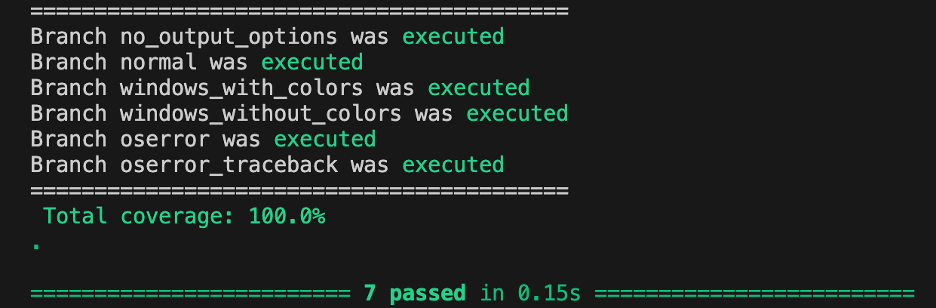 ==========================================
Branch no_output_options was executed
Branch normal was executed
Branch windows_with_colors was executed
Branch windows_without_colors was executed
Branch oserror was executed
Branch oserror_traceback was executed
==========================================
 Total coverage: 100.0%
.
========================= 7 passed in 0.15s =========================